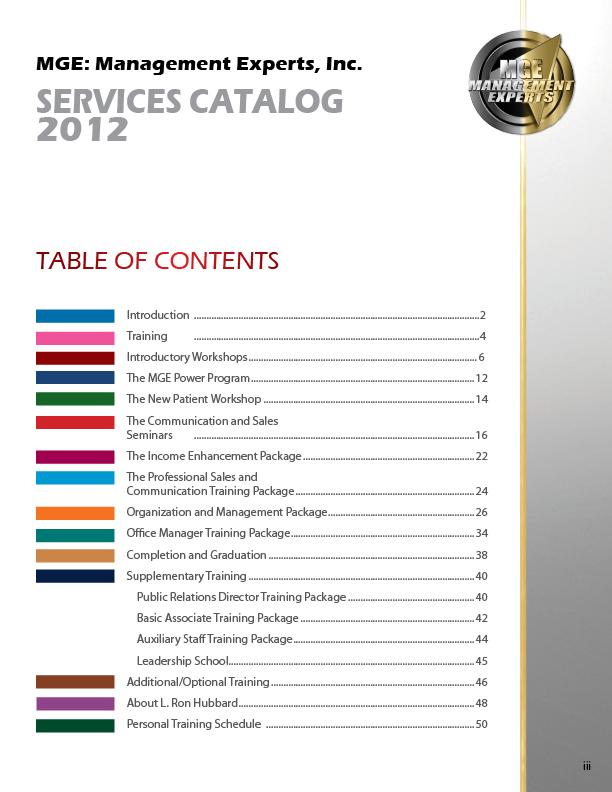 MGE: Management Experts, Inc.
SERVICES CATALOG
2012
MGE
MANAGEMENT
EXPERTS
TABLE OF CONTENTS
Introduction ........................................................................................2
Training ........................................................................................4
Introductory Workshops........................................................................ 6
The MGE Power Program........................................................................ 12
The New Patient Workshop ........................................................................ 14
The Communication and Sales
Seminars ........................................................................................ 16
The Income Enhancement Package........................................................ 22
The Professional Sales and
Communication Training Package........................................................ 24
Organization and Management Package................................................ 26
Office Manager Training Package............................................................ 34
Completion and Graduation .................................................................... 38
Supplementary Training ........................................................................ 40
Public Relations Director Training Package ........................................ 40
Basic Associate Training Package ........................................................ 42
Auxiliary Staff Training Package............................................................ 44
Leadership School................................................................................ 45
Additional/Optional Training .................................................................... 46
About L. Ron Hubbard............................................................................ 48
Personal Training Schedule .................................................................... 50
iii